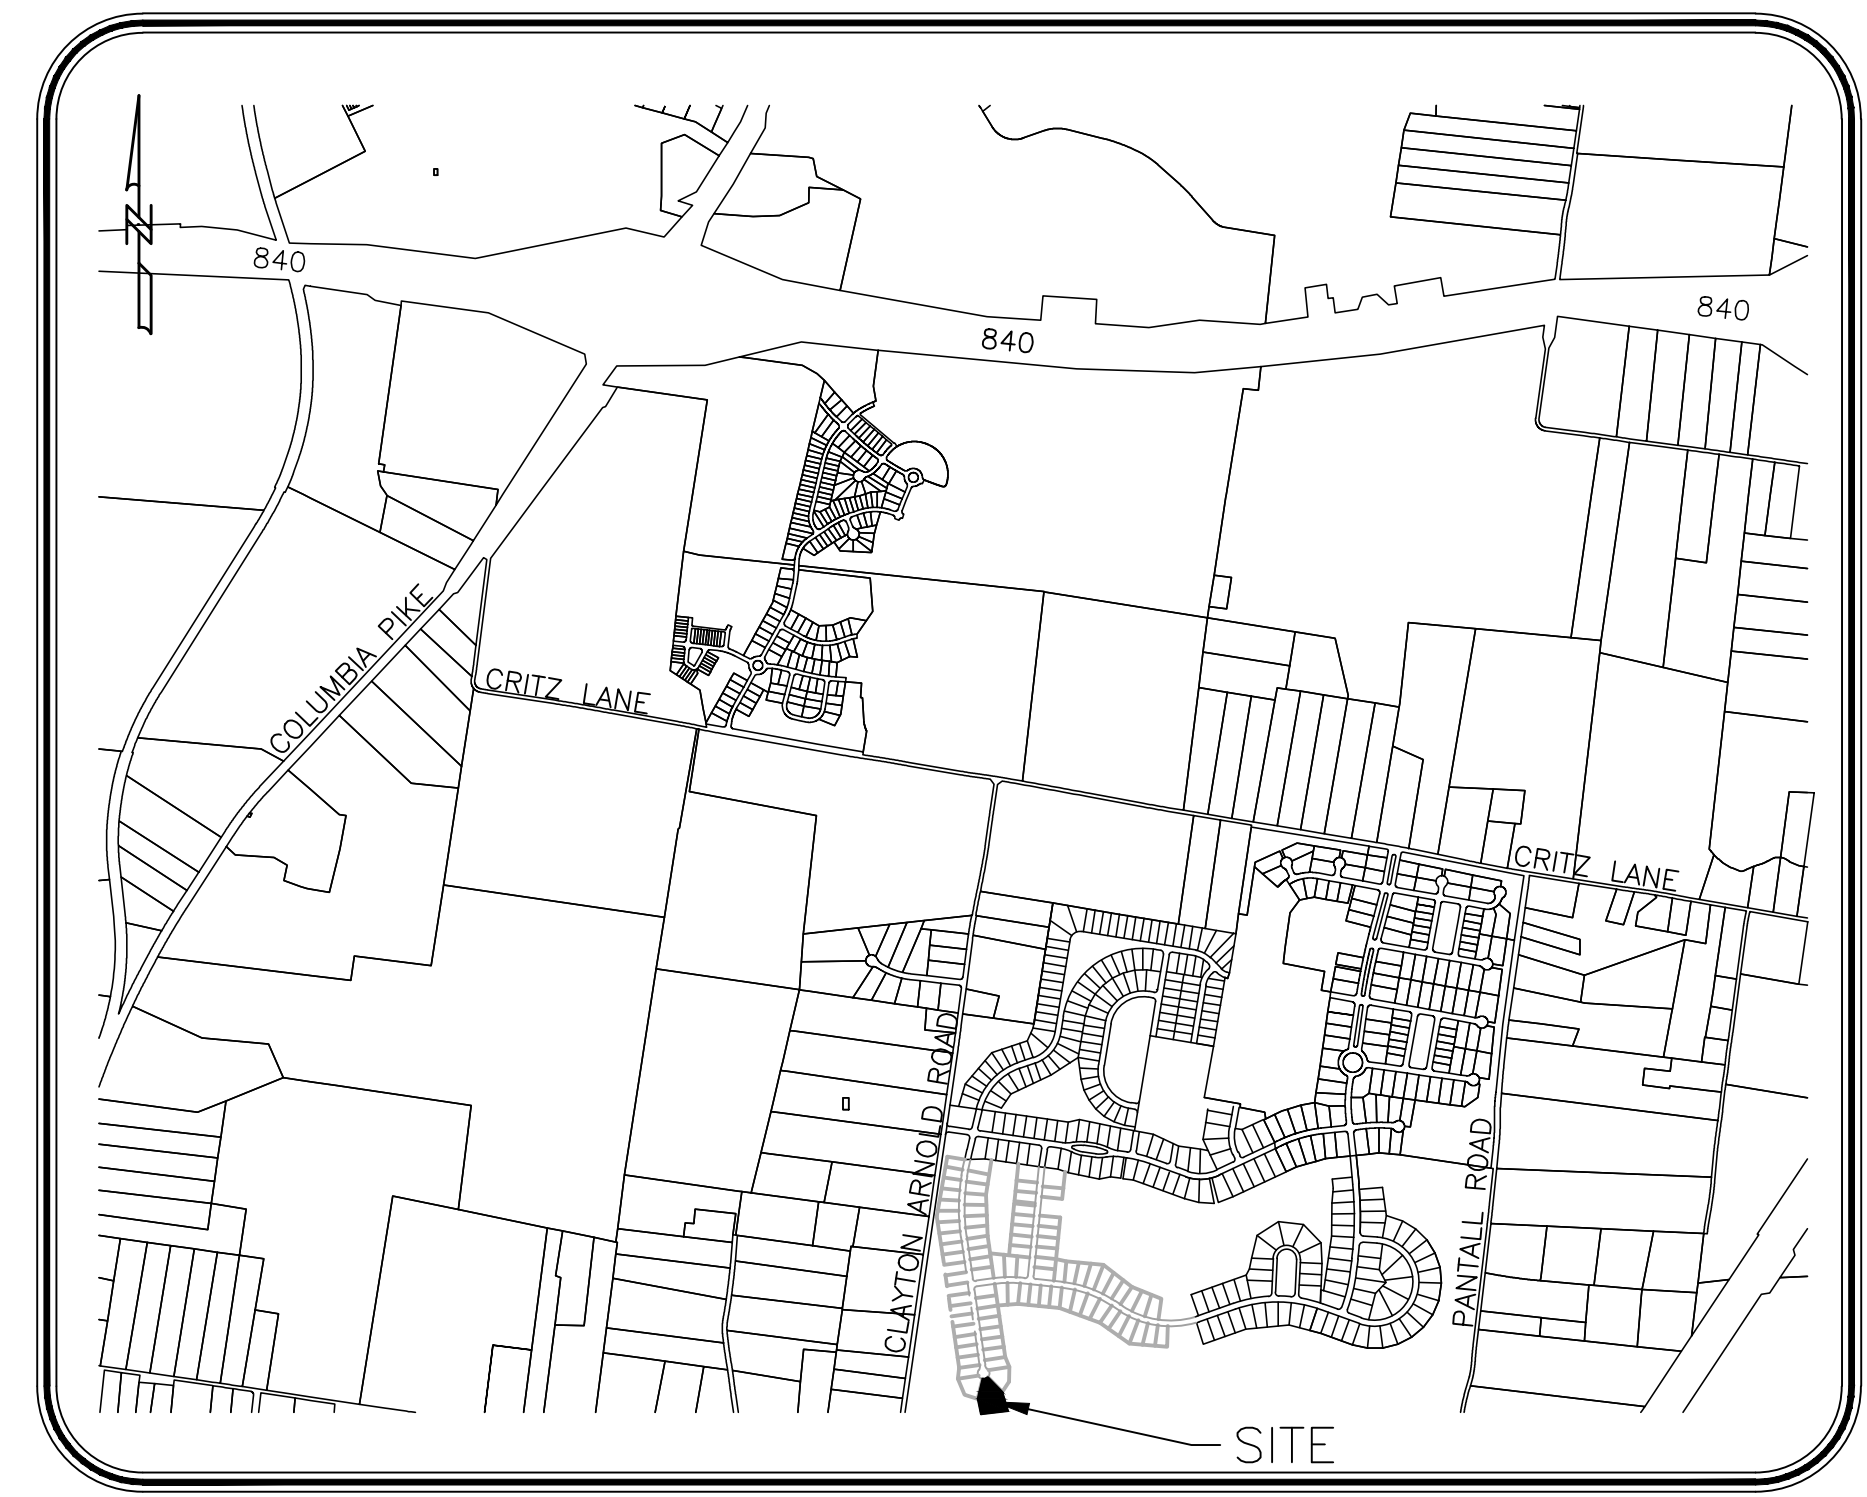 N
840
840
840
COLUMBIA PIKE
CRITZ LANE
CRITZ LANE
CLAYTON ARNOLD ROAD
PANTALL ROAD
SITE